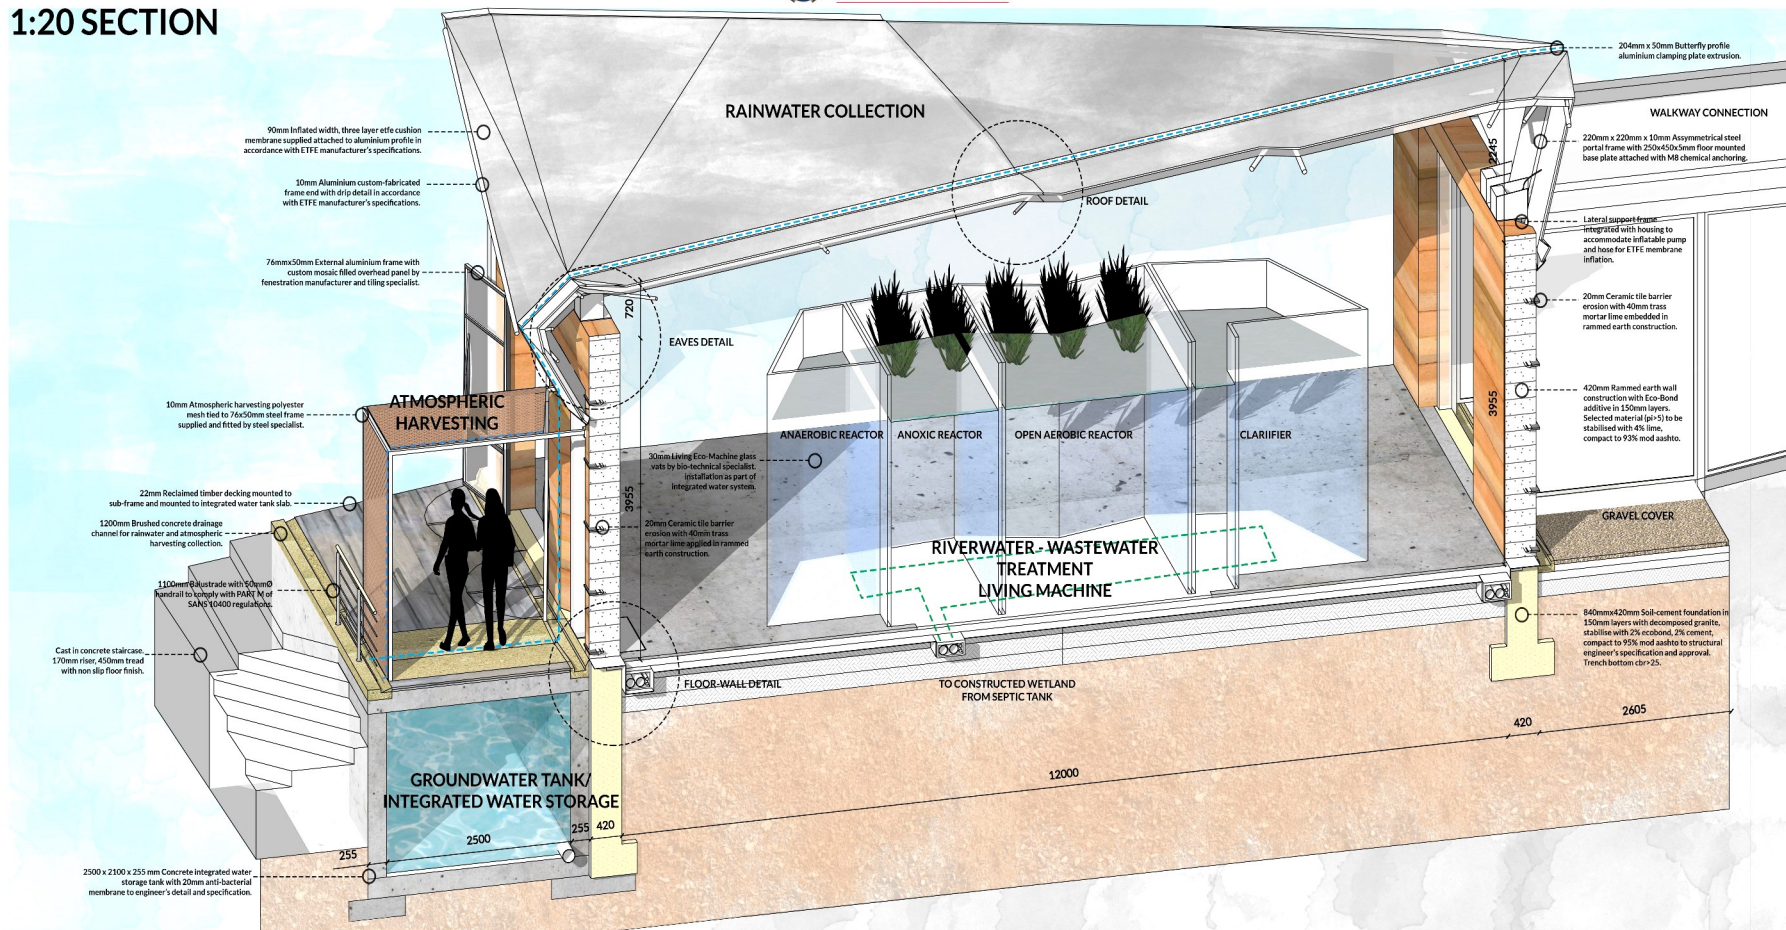 1:20 SECTION
204mm x 50mm Butterfly profile
aluminium clamping plate extrusion.
RAINWATER COLLECTION
WALKWAY CONNECTION
90mm Inflated width, three layer etfe cushion
membrane supplied attached to aluminium profile in
accordance with ETFE manufacturer's specifications.
220mm x 220mm x 10mm Assymmetrical steel
portal frame with 250x450x5mm floor mounted
base plate attached with M8 chemical anchoring.
2245
10mm Aluminium custom-fabricated
frame end with drip detail in accordance
with ETFE manufacturer's specifications.
ROOF DETAIL
Lateral support frame
integrated with housing to
accommodate inflatable pump
and hose for ETFE membrane
inflation.
76mmx50mm External aluminium frame with
custom mosaic filled overhead panel by
fenestration manufacturer and tiling specialist.
720
20mm Ceramic tile barrier
erosion with 40mm trass
mortar lime embedded in
rammed earth construction.
EAVES DETAIL
10mm Atmospheric harvesting polyester
mesh tied to 76x50mm steel frame
supplied and fitted by steel specialist.
ATMOSPHERIC
HARVESTING
3955
420mm Rammed earth wall
construction with Eco-Bond
additive in 150mm layers.
Selected material (pi>5) to be
stabilised with 4% lime,
compact to 93% mod aashto.
ANAEROBIC REACTOR
ANOXIC REACTOR
OPEN AEROBIC REACTOR
CLARIIFIER
30mm Living Eco-Machine glass
vats by bio-technical specialist.
installation as part of
integrated water system.
3955
22mm Reclaimed timber decking mounted to
sub-frame and mounted to integrated water tank slab.
GRAVEL COVER
1200mm Brushed concrete drainage
channel for rainwater and atmospheric
harvesting collection.
20mm Ceramic tile barrier
erosion with 40mm trass
mortar lime applied in rammed
earth construction.
RIVERWATER - WASTEWATER
TREATMENT
LIVING MACHINE
1100mm Balustrade with 50mmØ
handrail to comply with PART M of
SANS 10400 regulations.
840mmx420mm Soil-cement foundation in
150mm layers with decomposed granite,
stabilise with 2% ecobond, 2% cement,
compact to 95% mod aashto to structural
engineer's specification and approval.
Trench bottom cbr>25.
Cast in concrete staircase.
170mm riser, 450mm tread
with non slip floor finish.
FLOOR-WALL DETAIL
TO CONSTRUCTED WETLAND
FROM SEPTIC TANK
2605
420
12000
GROUNDWATER TANK/
INTEGRATED WATER STORAGE
255
2500
255
420
2500 x 2100 x 255 mm Concrete integrated water
storage tank with 20mm anti-bacterial
membrane to engineer's detail and specification.